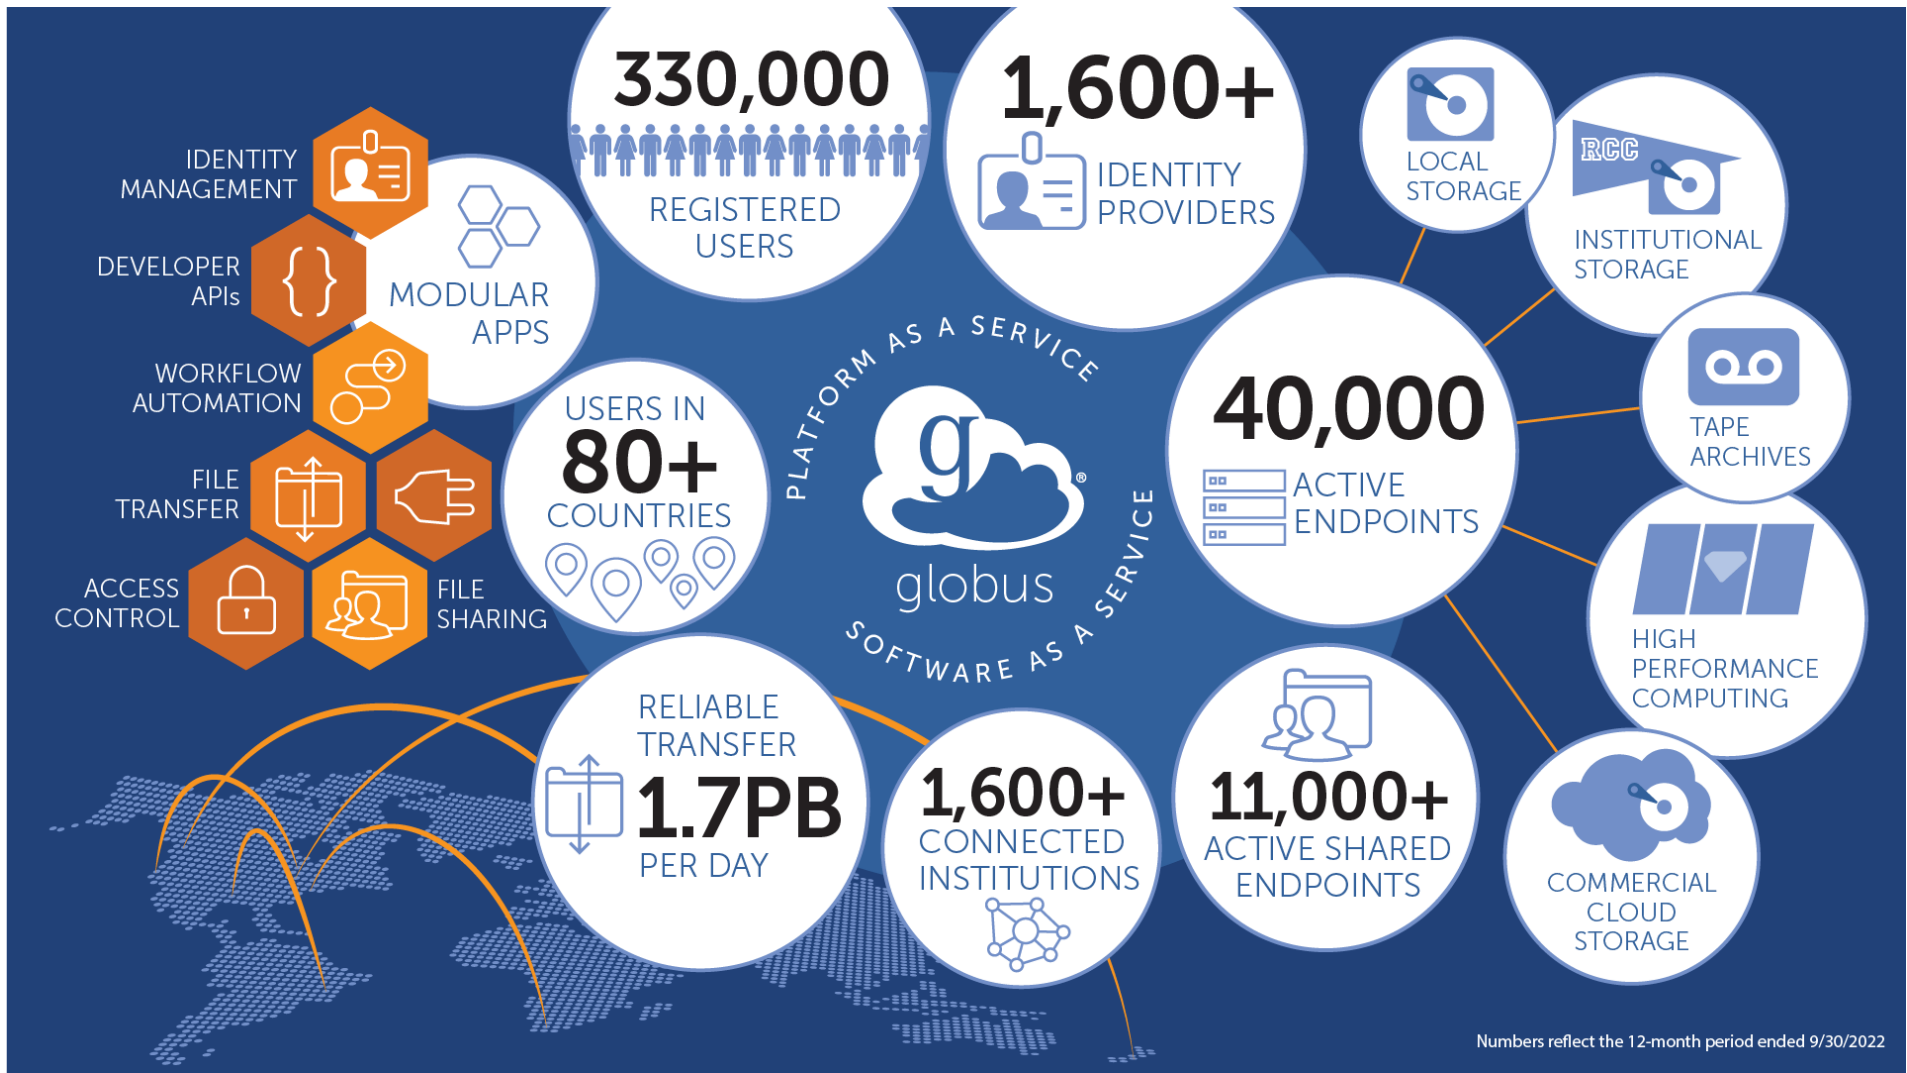 330,000
REGISTERED
USERS
1,600+
IDENTITY
PROVIDERS
LOCAL
STORAGE
RCC
INSTITUTIONAL
STORAGE
TAPE
ARCHIVES
HIGH
PERFORMANCE
COMPUTING
COMMERCIAL
CLOUD
STORAGE
IDENTITY
MANAGEMENT
DEVELOPER
APIs
WORKFLOW
AUTOMATION
FILE
TRANSFER
ACCESS
CONTROL
FILE
SHARING
MODULAR
APPS
USERS IN
80+
COUNTRIES
PLATFORM AS A SERVICE
g
®
globus
SOFTWARE AS A SERVICE
40,000
ACTIVE
ENDPOINTS
RELIABLE
TRANSFER
1.7PB
PER DAY
1,600+
CONNECTED
INSTITUTIONS
11,000+
ACTIVE SHARED
ENDPOINTS
Numbers reflect the 12-month period ended 9/30/2022